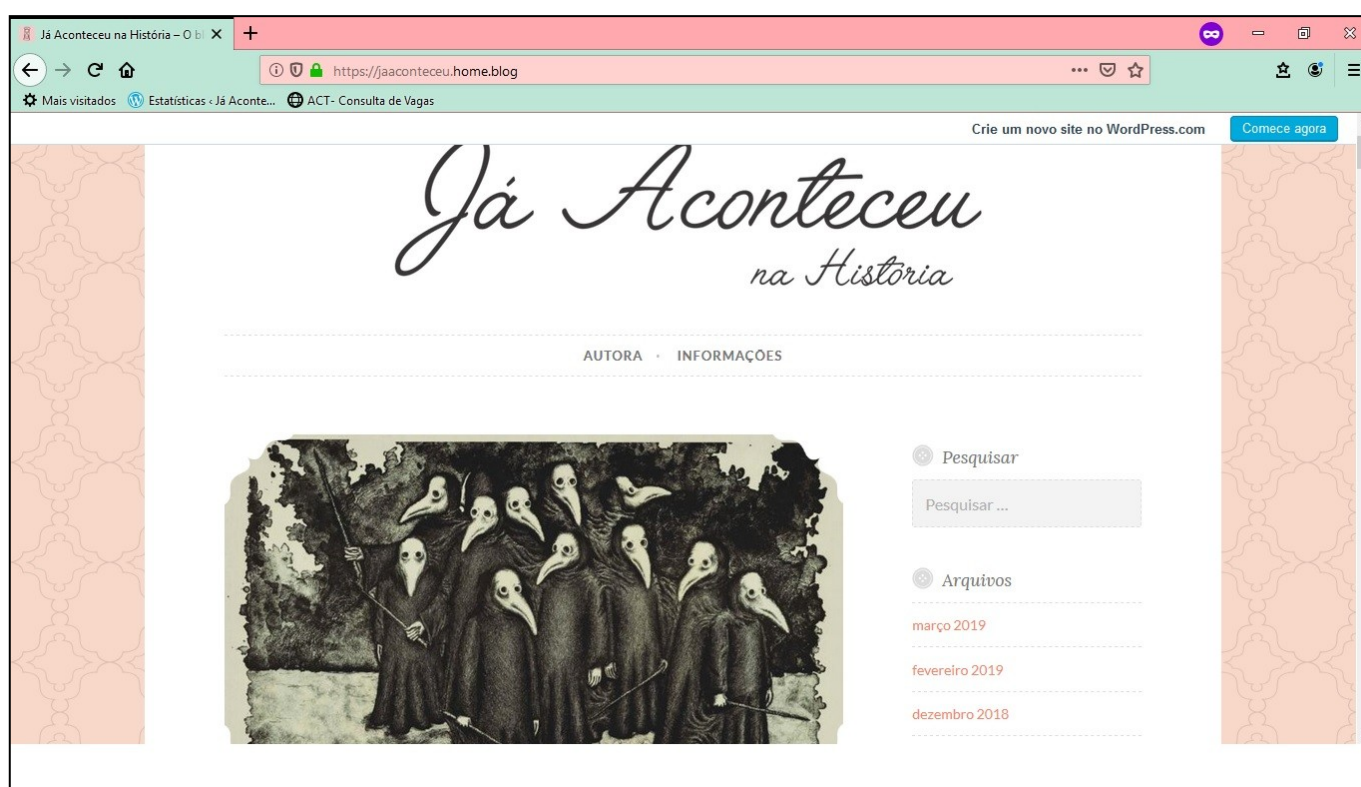 Já Aconteceu na História – O bl
https://jaaconteceu.home.blog
Mais visitados Estatísticas ‹ Já Aconte... ACT- Consulta de Vagas
Crie um novo site no WordPress.com Comece agora
Já Aconteceu
na História
AUTORA · INFORMAÇÕES
Pesquisar
Pesquisar ...
Arquivos
março 2019
fevereiro 2019
dezembro 2018